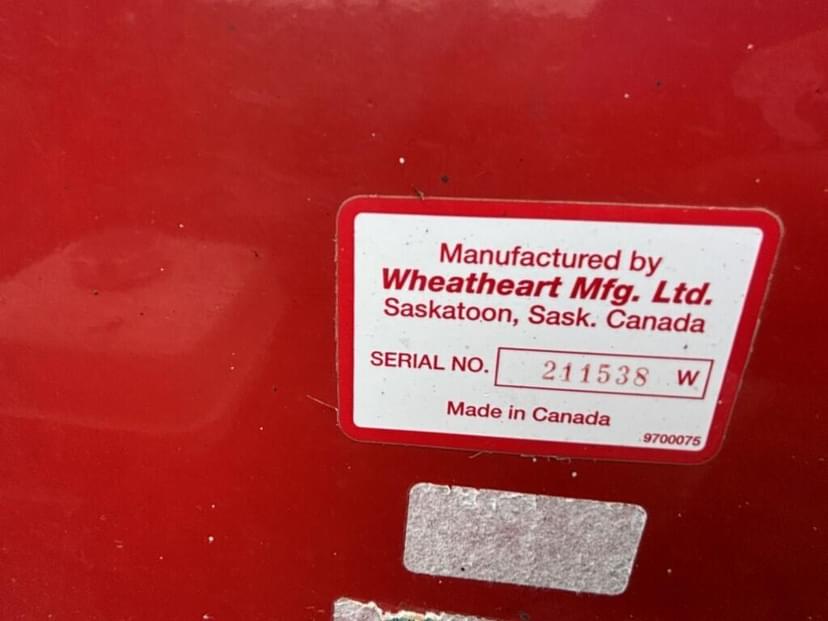 Manufactured by
Wheatheart Mfg. Ltd.
Saskatoon, Sask. Canada
SERIAL NO. 211538 W
Made in Canada
9700075